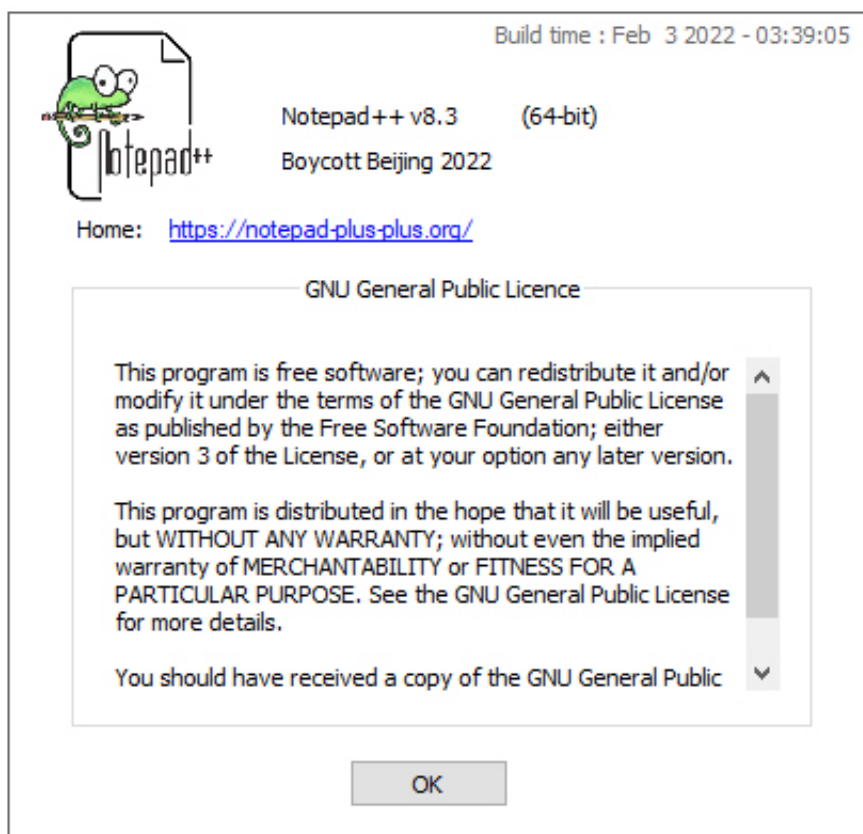 Build time : Feb  3 2022 - 03:39:05
Notepad++
Notepad++ v8.3 (64-bit)
Boycott Beijing 2022
Home: https://notepad-plus-plus.org/
GNU General Public Licence
This program is free software; you can redistribute it and/or
modify it under the terms of the GNU General Public License
as published by the Free Software Foundation; either
version 3 of the License, or at your option any later version.
This program is distributed in the hope that it will be useful,
but WITHOUT ANY WARRANTY; without even the implied
warranty of MERCHANTABILITY or FITNESS FOR A
PARTICULAR PURPOSE. See the GNU General Public License
for more details.
You should have received a copy of the GNU General Public
OK